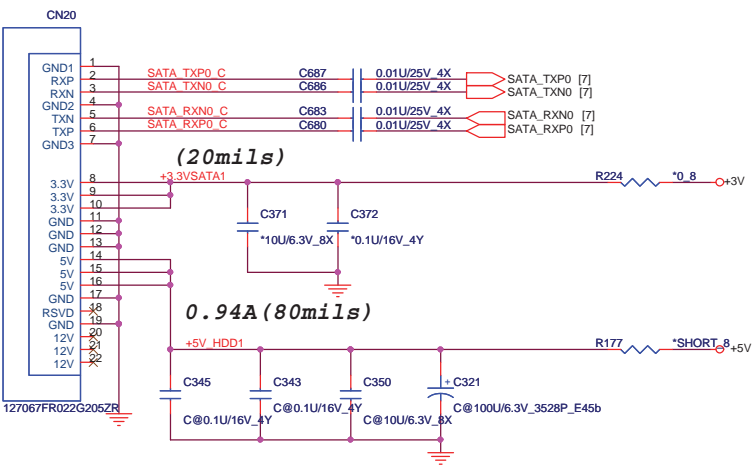 CN20
GND1 1
RXP 2 SATA_TXP0_C C687 0.01U/25V_4X SATA_TXP0 [7]
RXN 3 SATA_TXN0_C C686 0.01U/25V_4X SATA_TXN0 [7]
GND2 4
TXN 5 SATA_RXN0_C C683 0.01U/25V_4X SATA_RXN0 [7]
TXP 6 SATA_RXP0_C C680 0.01U/25V_4X SATA_RXP0 [7]
GND3 7
(20mils)
3.3V 8 +3.3VSATA1 R224 *0_8 +3V
3.3V 9
3.3V 10
GND 11 C371 C372
GND 12
GND 13 *10U/6.3V_8X *0.1U/16V_4Y
5V 14
5V 15
5V 16
GND 17
RSVD 18 0.94A(80mils)
GND 19
12V 20
12V 21 +5V_HDD1 R177 *SHORT_8 +5V
12V 22
C345 C343 C350 + C321
127067FR022G205ZR
C@0.1U/16V_4Y C@0.1U/16V_4Y C@10U/6.3V_8X C@100U/6.3V_3528P_E45b